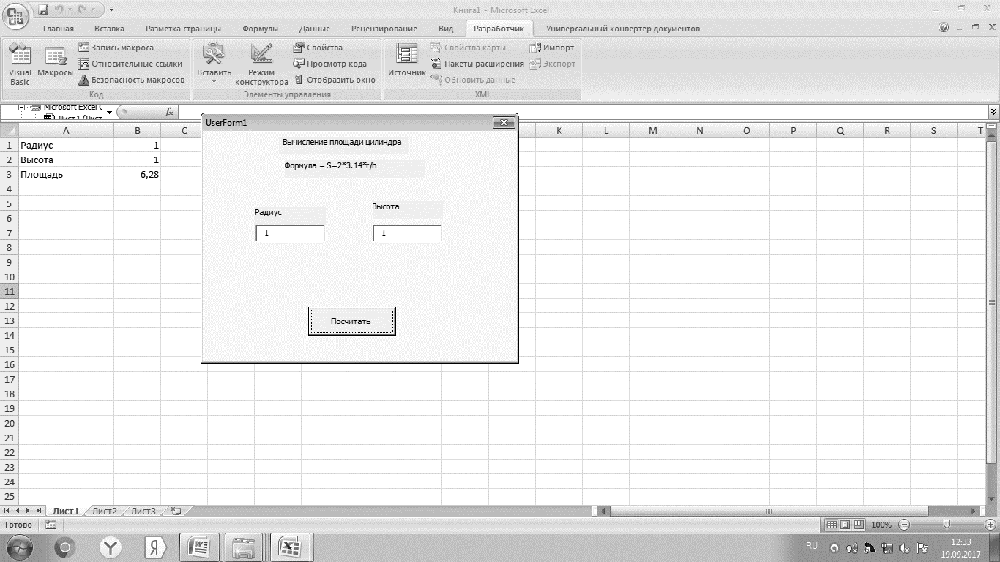 Книга1 - Microsoft Excel
Главная Вставка Разметка страницы Формулы Данные Рецензирование Вид Разработчик Универсальный конвертер документов
Visual Basic
Макросы
Запись макроса
Относительные ссылки
Безопасность макросов
Код
Вставить
Режим конструктора
Свойства
Просмотр кода
Отобразить окно
Элементы управления
Источник
Свойства карты
Пакеты расширения
Обновить данные
Импорт
Экспорт
XML
Microsoft Excel
Лист1 (Лист
fx
A B C K L M N O P Q R S T
1 Радиус 1
2 Высота 1
3 Площадь 6,28
4
5
6
7
8
9
10
11
12
13
14
15
16
17
18
19
20
21
22
23
24
25
UserForm1
Вычисление площади цилиндра
Формула = S=2*3.14*r/h
Радиус
Высота
1
1
Посчитать
Лист1 Лист2 Лист3
Готово
100%
RU
12:33
19.09.2017